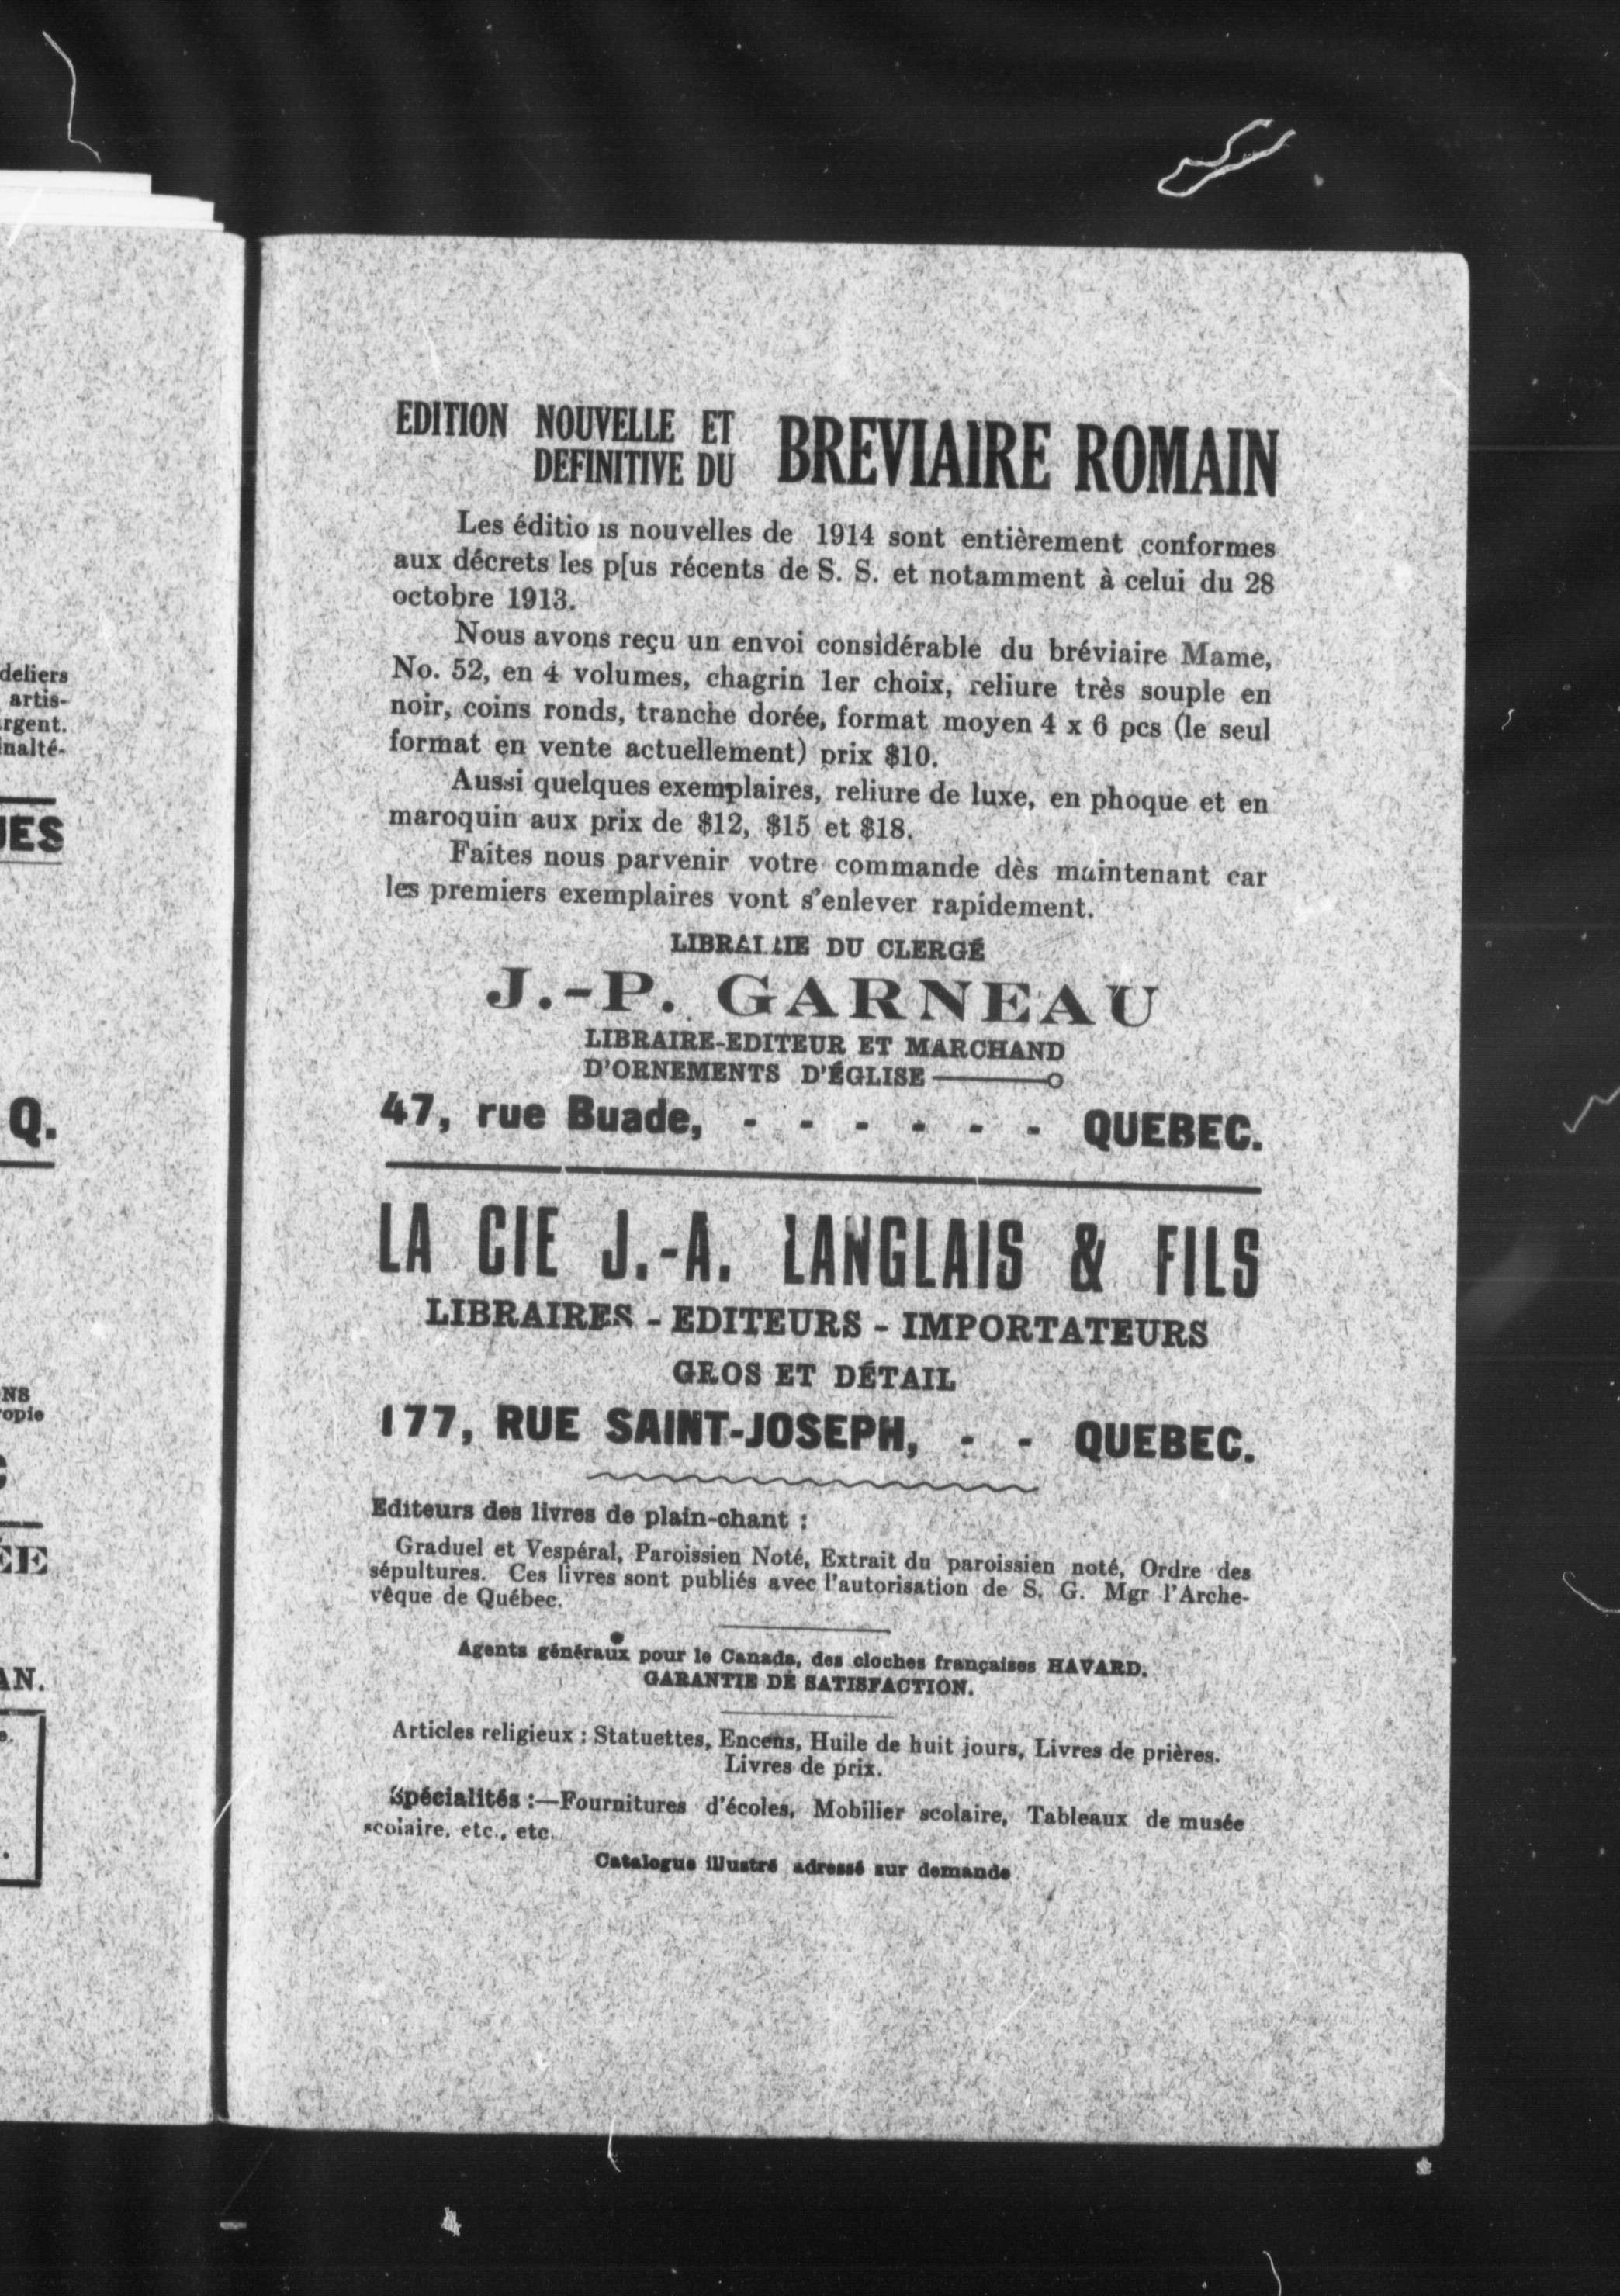 EDITION NOUVELLE ET
DEFINITIVE DU
BREVIAIRE ROMAIN
Les éditions nouvelles de 1914 sont entièrement conformes
aux décrets les plus récents de S. S. et notamment à celui du 28
octobre 1913.
Nous avons reçu un envoi considérable du bréviaire Mame,
No. 52, en 4 volumes, chagrin 1er choix, reliure très souple en
noir, coins ronds, tranche dorée, format moyen 4 x 6 pcs (le seul
format en vente actuellement) prix $10.
Aussi quelques exemplaires, reliure de luxe, en phoque et en
maroquin aux prix de $12, $15 et $18.
Faites nous parvenir votre commande dès maintenant car
les premiers exemplaires vont s'enlever rapidement.
LIBRAIRIE DU CLERGÉ
J.-P. GARNEAU
LIBRAIRE-EDITEUR ET MARCHAND
D'ORNEMENTS D'ÉGLISE
47, rue Buade, - - - - - - QUEBEC.
LA CIE J.-A. LANGLAIS & FILS
LIBRAIRES - EDITEURS - IMPORTATEURS
GROS ET DÉTAIL
177, RUE SAINT-JOSEPH, - - QUEBEC.
Editeurs des livres de plain-chant :
Graduel et Vespéral, Paroissien Noté, Extrait du paroissien noté, Ordre des
sépultures. Ces livres sont publiés avec l'autorisation de S. G. Mgr l'Arche-
vêque de Québec.
Agents généraux pour le Canada, des cloches françaises HAVARD.
GARANTIE DE SATISFACTION.
Articles religieux : Statuettes, Encens, Huile de huit jours, Livres de prières.
Livres de prix.
Spécialités :—Fournitures d'écoles, Mobilier scolaire, Tableaux de musée
scolaire, etc., etc.
Catalogue illustré adressé sur demande